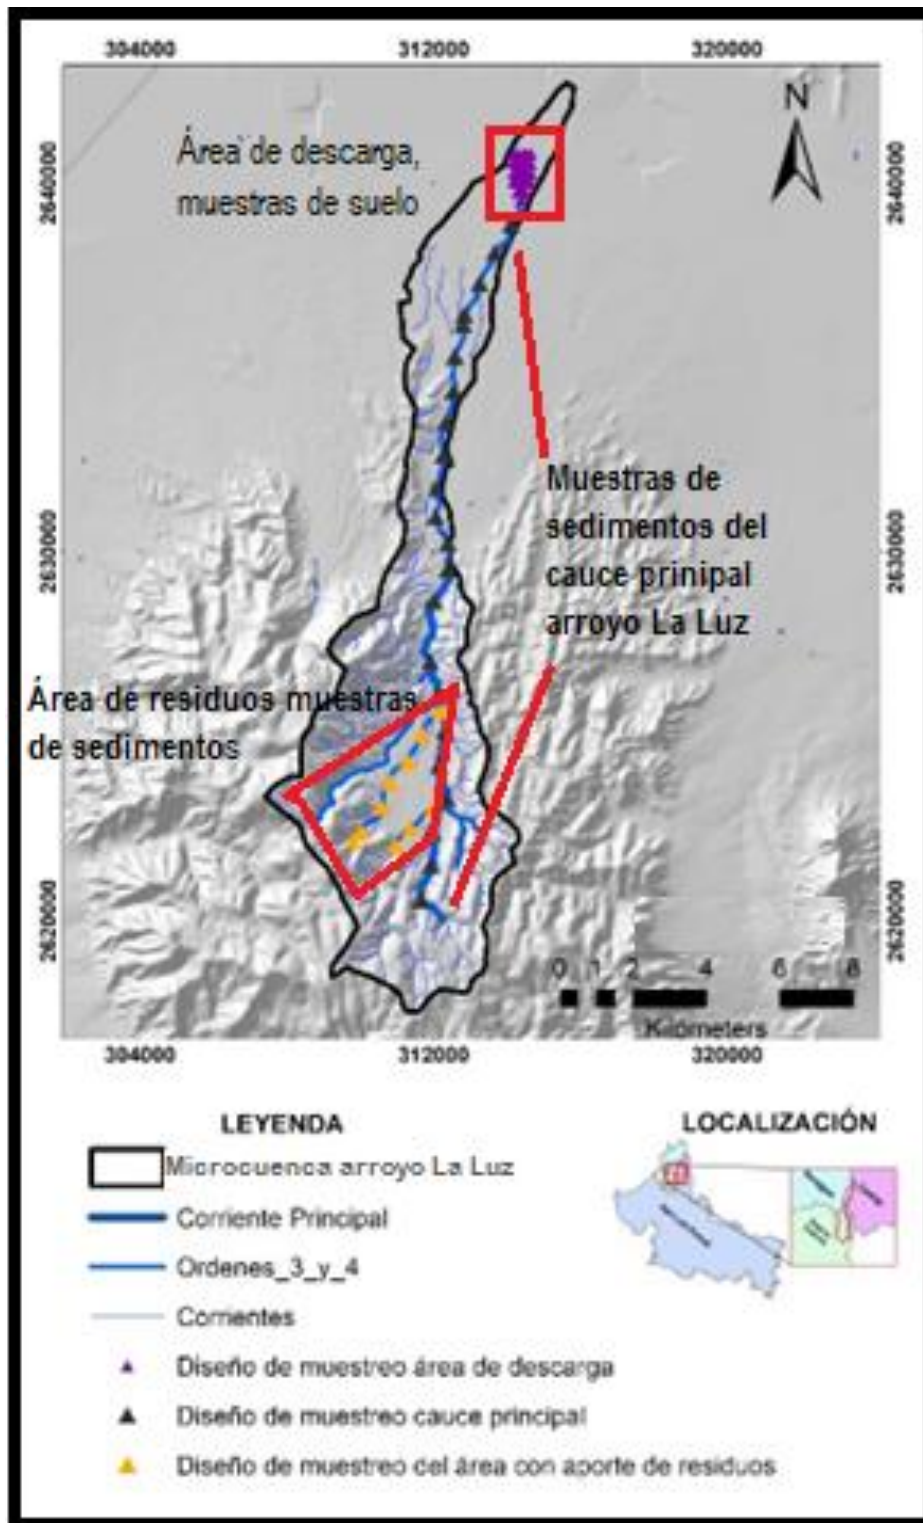 304000 312000 320000
N
Área de descarga,
muestras de suelo
2640000 2640000
Muestras de
sedimentos del
cauce prinipal
arroyo La Luz
2630000 2630000
Área de residuos muestras
de sedimentos
2620000 2620000
0 1 2 4 6 8
Kilometers
304000 312000 320000
LEYENDA
Microcuenca arroyo La Luz
Corriente Principal
Ordenes_3_y_4
Corrientes
Diseño de muestreo área de descarga
Diseño de muestreo cauce principal
Diseño de muestreo del área con aporte de residuos
LOCALIZACIÓN